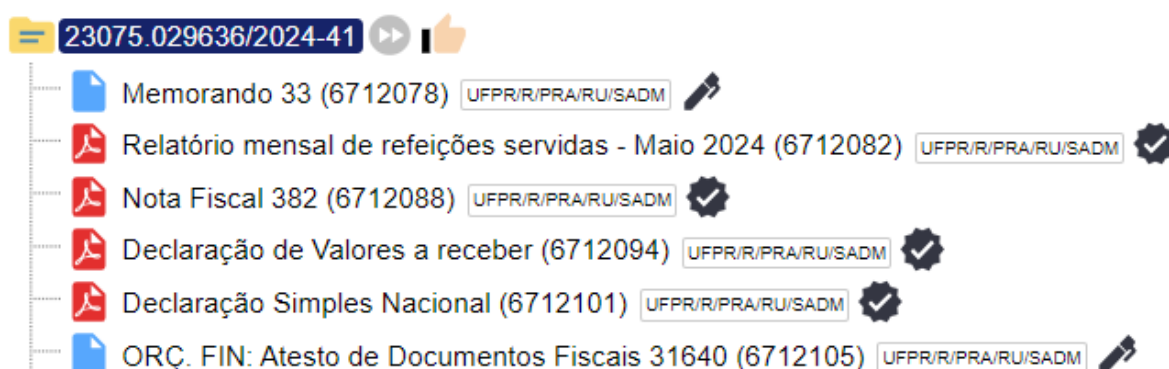 23075.029636/2024-41
Memorando 33 (6712078) UFPR/R/PRA/RU/SADM
Relatório mensal de refeições servidas - Maio 2024 (6712082) UFPR/R/PRA/RU/SADM
Nota Fiscal 382 (6712088) UFPR/R/PRA/RU/SADM
Declaração de Valores a receber (6712094) UFPR/R/PRA/RU/SADM
Declaração Simples Nacional (6712101) UFPR/R/PRA/RU/SADM
ORÇ. FIN: Atesto de Documentos Fiscais 31640 (6712105) UFPR/R/PRA/RU/SADM